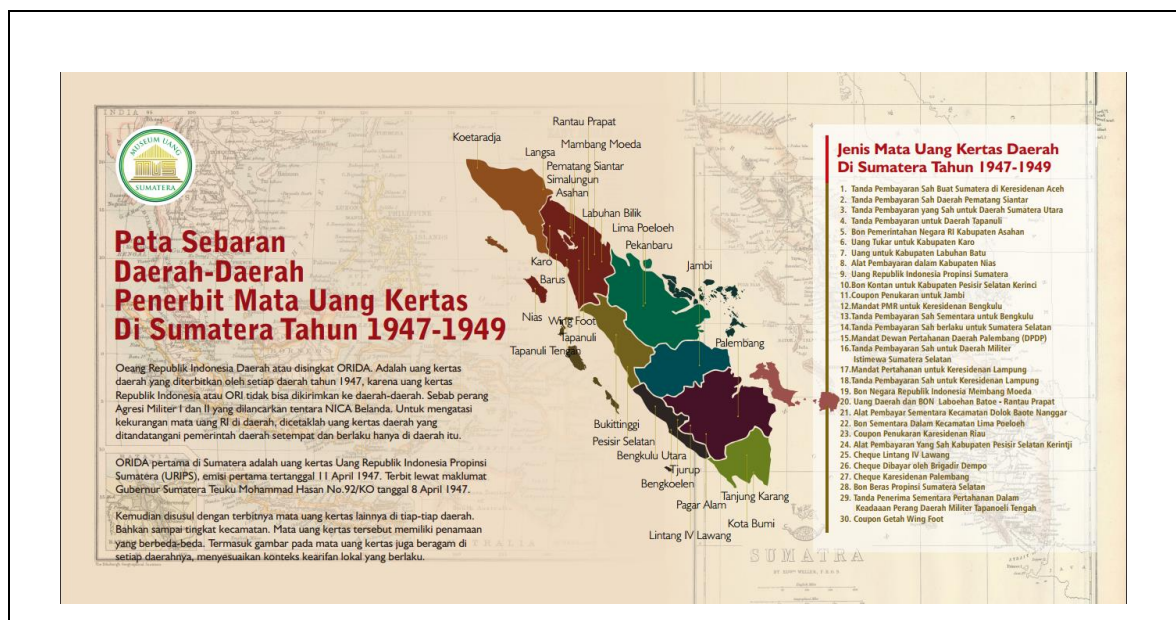 MUSEUM UANG
SUMATERA
Peta Sebaran
Daerah-Daerah
Penerbit Mata Uang Kertas
Di Sumatera Tahun 1947-1949
Oeang Republik Indonesia Daerah atau disingkat ORIDA. Adalah uang kertas
daerah yang diterbitkan oleh setiap daerah tahun 1947, karena uang kertas
Republik Indonesia atau ORI tidak bisa dikirimkan ke daerah-daerah. Sebab perang
Agresi Militer I dan II yang dilancarkan tentara NICA Belanda. Untuk mengatasi
kekurangan mata uang RI di daerah, dicetaklah uang kertas daerah yang
ditandatangani pemerintah daerah setempat dan berlaku hanya di daerah itu.
ORIDA pertama di Sumatera adalah uang kertas Uang Republik Indonesia Propinsi
Sumatera (URIPS), emisi pertama tertanggal 11 April 1947. Terbit lewat maklumat
Gubernur Sumatera Teuku Mohammad Hasan No.92/KO tanggal 8 April 1947.
Kemudian disusul dengan terbitnya mata uang kertas lainnya di tiap-tiap daerah.
Bahkan sampai tingkat kecamatan. Mata uang kertas tersebut memiliki penamaan
yang berbeda-beda. Termasuk gambar pada mata uang kertas juga beragam di
setiap daerahnya, menyesuaikan konteks kearifan lokal yang berlaku.
Rantau Prapat
Koetaradja
Mambang Moeda
Langsa
Pematang Siantar
Simalungun
Asahan
Labuhan Bilik
Lima Poeloeh
Pekanbaru
Karo
Jambi
Barus
Nias
Wing Foot
Tapanuli
Tapanuli Tengah
Palembang
Bukittinggi
Pesisir Selatan
Bengkulu Utara
Tjurup
Bengkoelen
Tanjung Karang
Pagar Alam
Kota Bumi
Lintang IV Lawang
Jenis Mata Uang Kertas Daerah
Di Sumatera Tahun 1947-1949
1. Tanda Pembayaran Sah Buat Sumatera di Keresidenan Aceh
2. Tanda Pembayaran Sah Daerah Pematang Siantar
3. Tanda Pembayaran yang Sah untuk Daerah Sumatera Utara
4. Tanda Pembayaran untuk Daerah Tapanuli
5. Bon Pemerintahan Negara RI Kabupaten Asahan
6. Uang Tukar untuk Kabupaten Karo
7. Uang untuk Kabupaten Labuhan Batu
8. Alat Pembayaran dalam Kabupaten Nias
9. Uang Republik Indonesia Propinsi Sumatera
10. Bon Kontan untuk Kabupaten Pesisir Selatan Kerinci
11. Coupon Penukaran untuk Jambi
12. Mandat PMR untuk Keresidenan Bengkulu
13. Tanda Pembayaran Sah Sementara untuk Bengkulu
14. Tanda Pembayaran Sah berlaku untuk Sumatera Selatan
15. Mandat Dewan Pertahanan Daerah Palembang (DPDP)
16. Tanda Pembayaran Sah untuk Daerah Militer
Istimewa Sumatera Selatan
17. Mandat Pertahanan untuk Keresidenan Lampung
18. Tanda Pembayaran Sah untuk Keresidenan Lampung
19. Bon Negara Republik Indonesia Membang Moeda
20. Uang Daerah dan BON Laboehan Batoe - Rantau Prapat
21. Alat Pembayar Sementara Kecamatan Dolok Baote Nanggar
22. Bon Sementara Dalam Kecamatan Lima Poeloeh
23. Coupon Penukaran Karesidenan Riau
24. Alat Pembayaran Yang Sah Kabupaten Pesisir Selatan Kerintji
25. Cheque Lintang IV Lawang
26. Cheque Dibayar oleh Brigadir Dempo
27. Cheque Karesidenan Palembang
28. Bon Beras Propinsi Sumatera Selatan
29. Tanda Penerima Sementara Pertahanan Dalam
Keadaaan Perang Daerah Militer Tapanoeli Tengah
30. Coupon Getah Wing Foot
SUMATRA